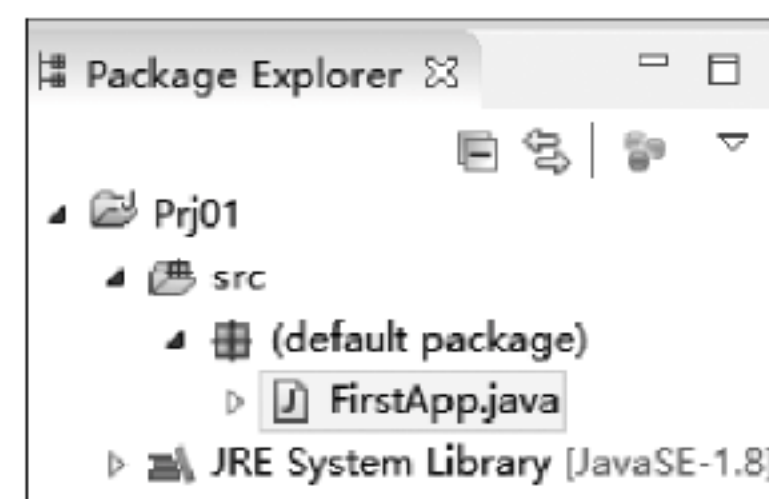 Package Explorer
Prj01
src
(default package)
FirstApp.java
JRE System Library [JavaSE-1.8]